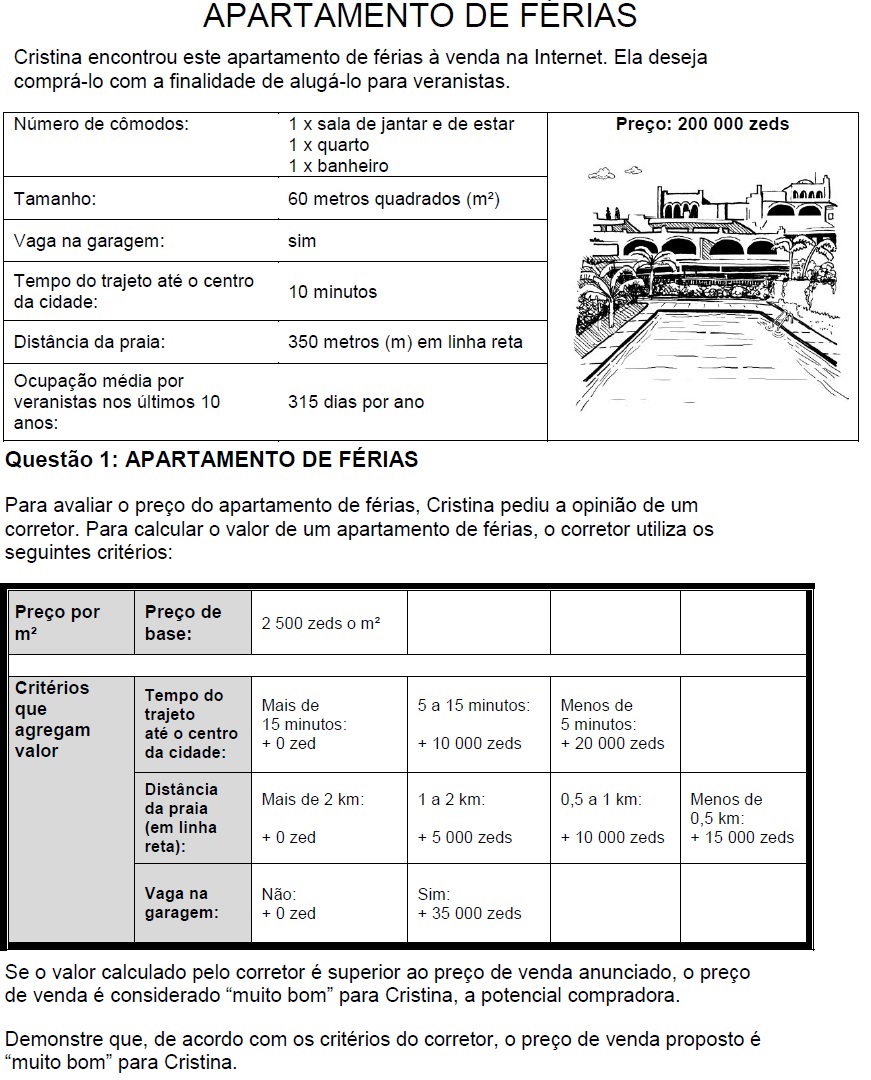 APARTAMENTO DE FÉRIAS
Cristina encontrou este apartamento de férias à venda na Internet. Ela deseja
comprá-lo com a finalidade de alugá-lo para veranistas.
Número de cômodos:
1 x sala de jantar e de estar
1 x quarto
1 x banheiro
Preço: 200 000 zeds
Tamanho:
60 metros quadrados (m²)
Vaga na garagem:
sim
Tempo do trajeto até o centro
da cidade:
10 minutos
Distância da praia:
350 metros (m) em linha reta
Ocupação média por
veranistas nos últimos 10
anos:
315 dias por ano
Questão 1: APARTAMENTO DE FÉRIAS
Para avaliar o preço do apartamento de férias, Cristina pediu a opinião de um
corretor. Para calcular o valor de um apartamento de férias, o corretor utiliza os
seguintes critérios:
Preço por
m²
Preço de
base:
2 500 zeds o m²
Critérios
que
agregam
valor
Tempo do
trajeto
até o centro
da cidade:
Mais de
15 minutos:
+ 0 zed
5 a 15 minutos:
+ 10 000 zeds
Menos de
5 minutos:
+ 20 000 zeds
Distância
da praia
(em linha
reta):
Mais de 2 km:
+ 0 zed
1 a 2 km:
+ 5 000 zeds
0,5 a 1 km:
+ 10 000 zeds
Menos de
0,5 km:
+ 15 000 zeds
Vaga na
garagem:
Não:
+ 0 zed
Sim:
+ 35 000 zeds
Se o valor calculado pelo corretor é superior ao preço de venda anunciado, o preço
de venda é considerado “muito bom” para Cristina, a potencial compradora.
Demonstre que, de acordo com os critérios do corretor, o preço de venda proposto é
“muito bom” para Cristina.